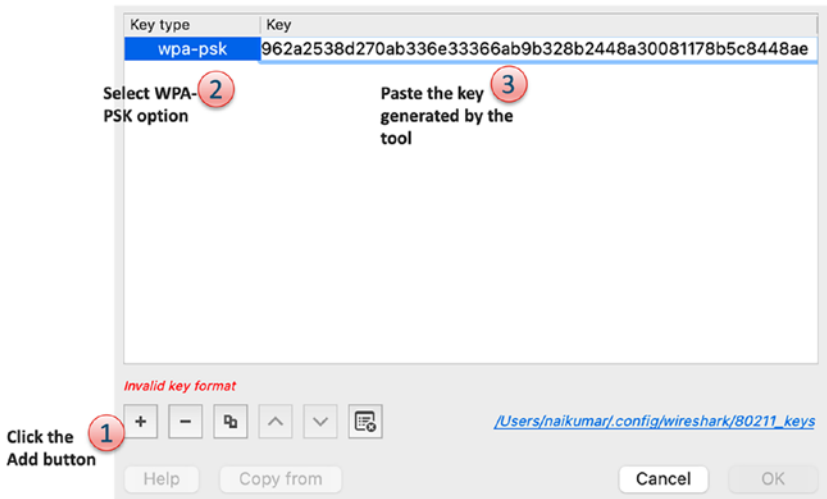 Key type Key
wpa-psk 962a2538d270ab336e33366ab9b328b2448a30081178b5c8448ae
Select WPA- 2
PSK option
Paste the key 3
generated by the
tool
Invalid key format
Click the 1
Add button
/Users/naikumar/.config/wireshark/80211_keys
Help Copy from Cancel OK